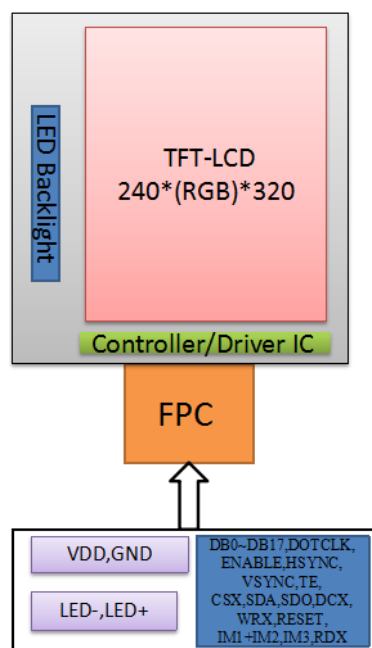 TFT-LCD
240*(RGB)*320
LED Backlight
Controller/Driver IC
FPC
VDD,GND
LED-,LED+
DB0~DB17,DOTCLK,
ENABLE,HSYNC,
VSYNC,TE,
CSX,SDA,SDO,DCX,
WRX,RESET,
IM1+IM2,IM3,RDX